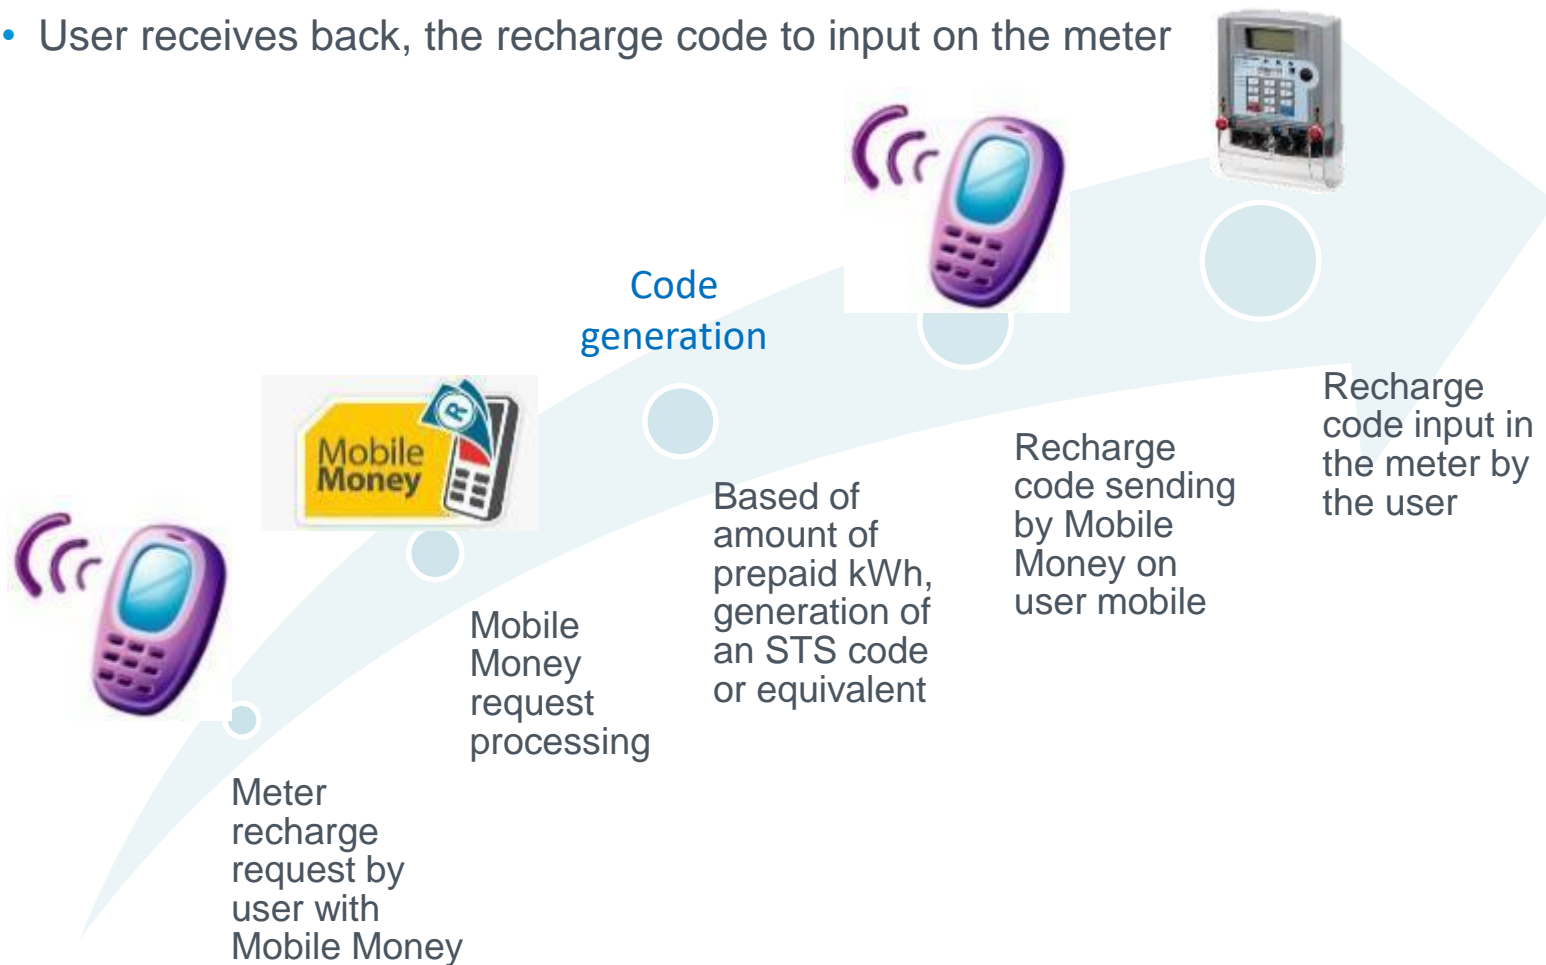 • User receives back, the recharge code to input on the meter
Code
generation
Mobile
Money
R
Meter
recharge
request by
user with
Mobile Money
Mobile
Money
request
processing
Based of
amount of
prepaid kWh,
generation of
an STS code
or equivalent
Recharge
code sending
by Mobile
Money on
user mobile
Recharge
code input in
the meter by
the user